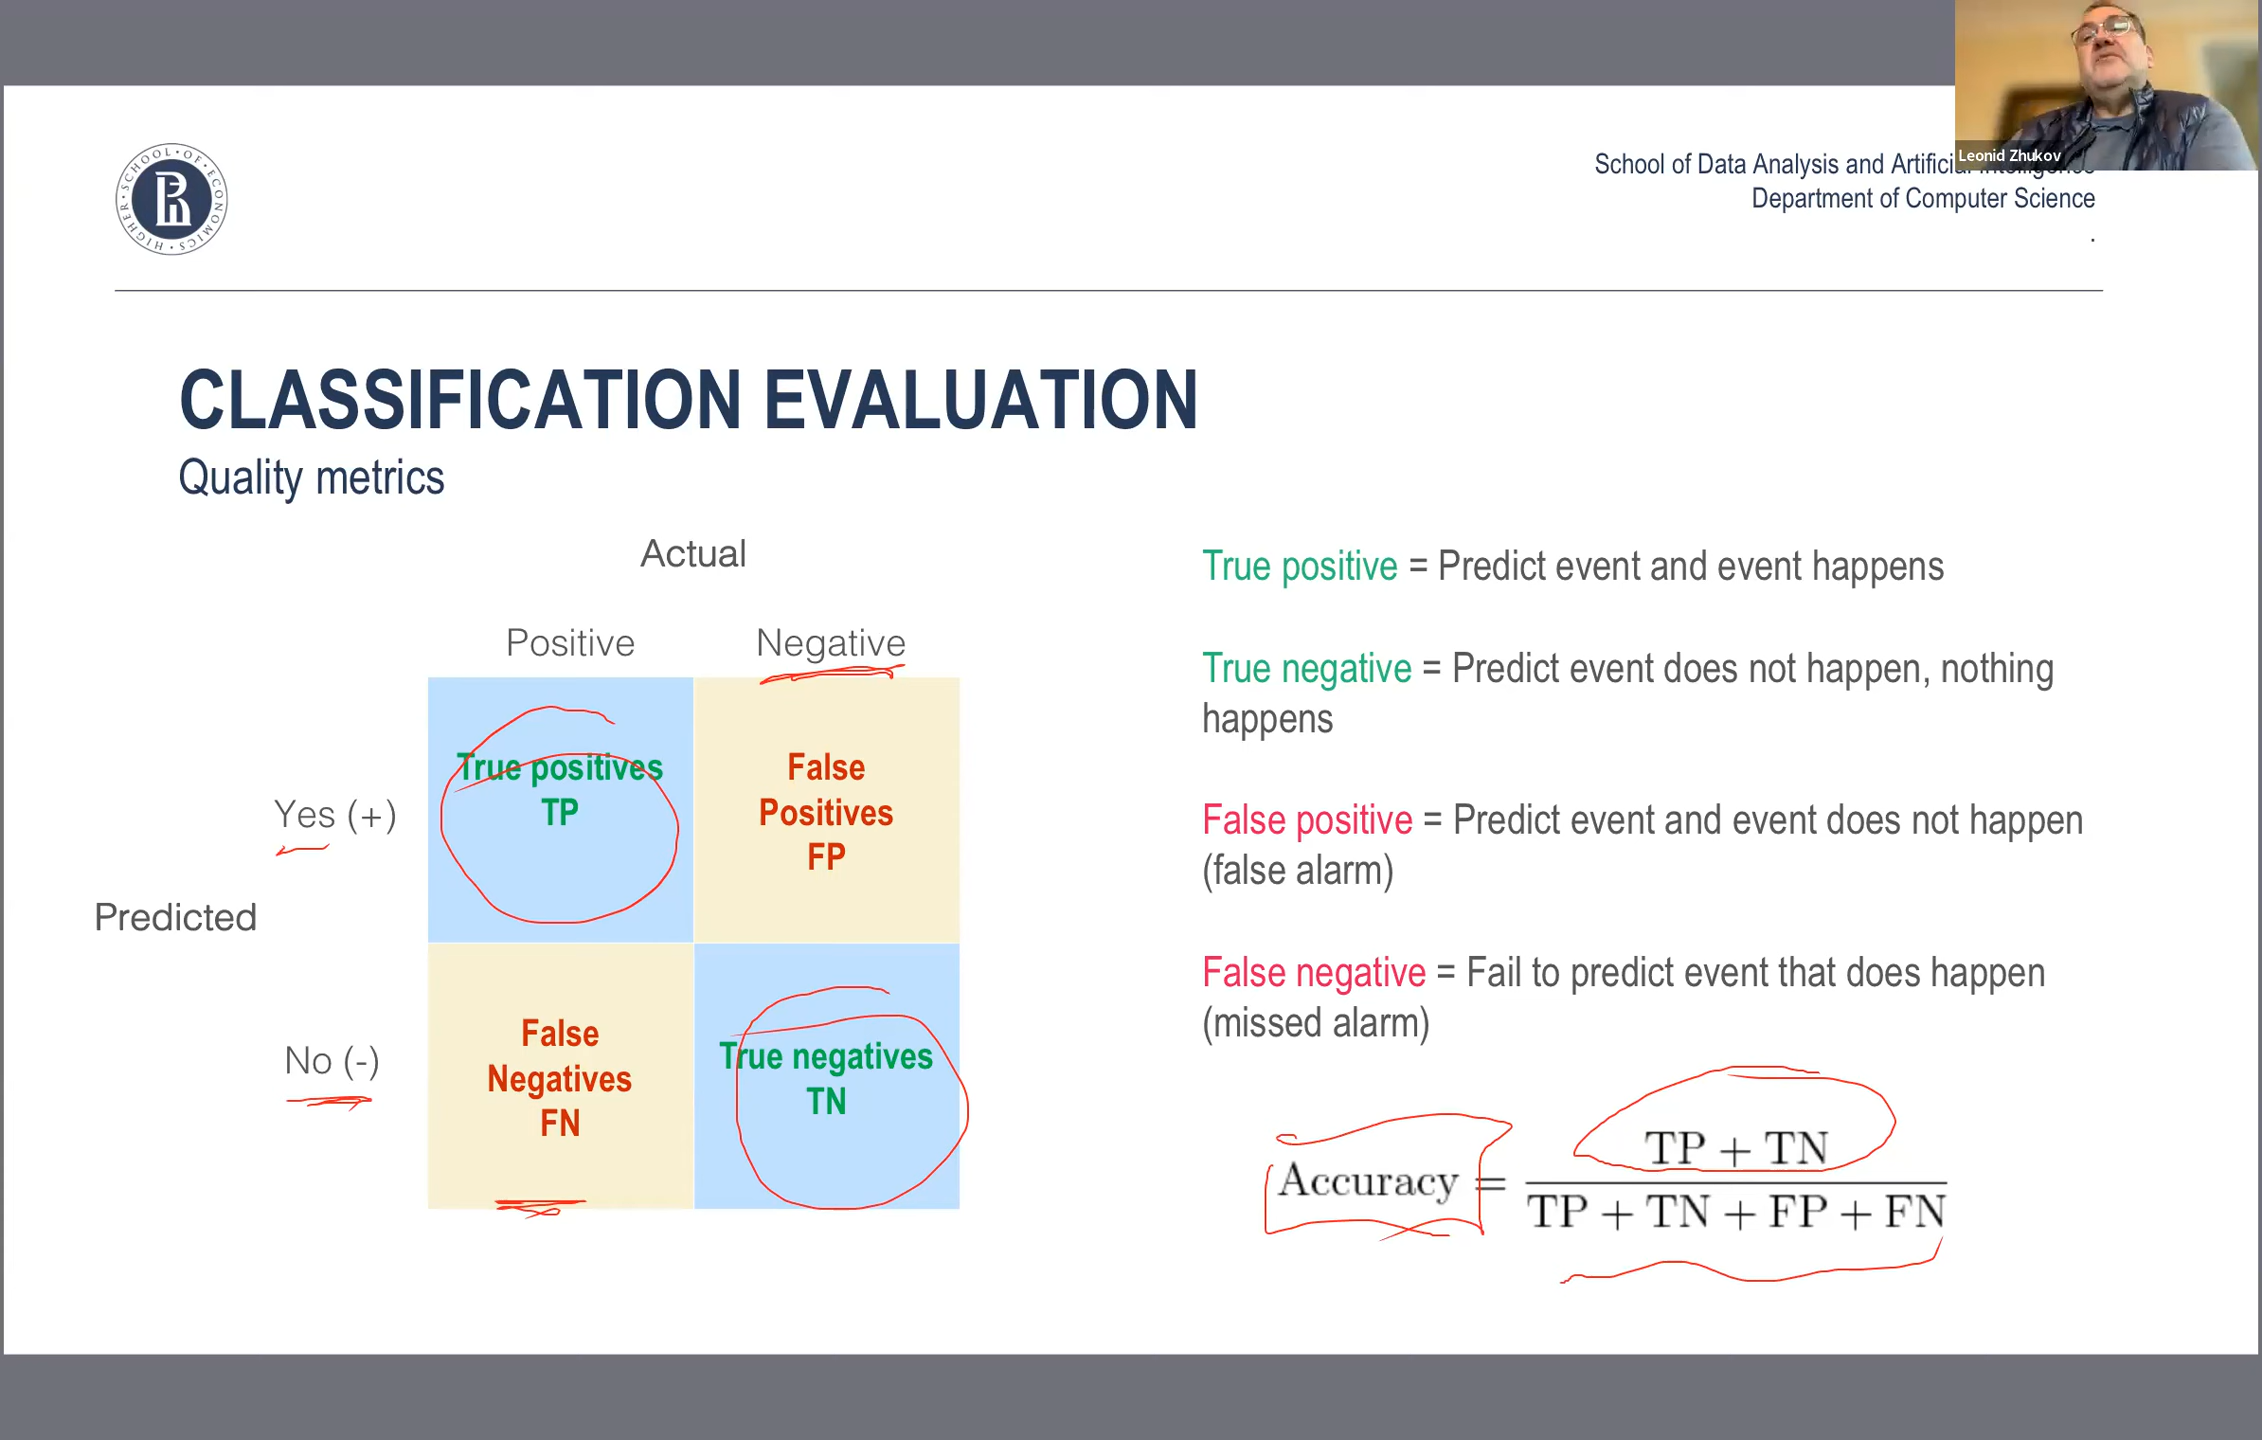 Leonid Zhukov
HIGHER · SCHOOL · OF · ECONOMICS
School of Data Analysis and Artificial Intelligence
Department of Computer Science
.
CLASSIFICATION EVALUATION
Quality metrics
Actual
Positive Negative
Predicted
Yes (+)
No (-)
True positives
TP
False
Positives
FP
False
Negatives
FN
True negatives
TN
True positive = Predict event and event happens
True negative = Predict event does not happen, nothing
happens
False positive = Predict event and event does not happen
(false alarm)
False negative = Fail to predict event that does happen
(missed alarm)
Accuracy = TP + TN
TP + TN + FP + FN